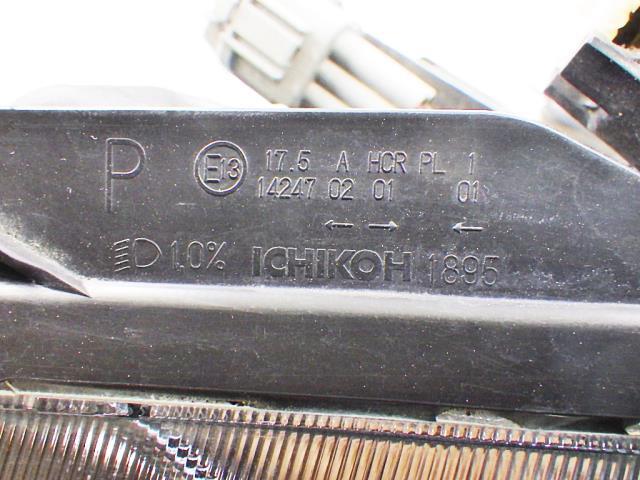 P E13 17.5 A HCR PL 1
14247 02 01 01
← → ←
1.0% ICHIKOH 1895